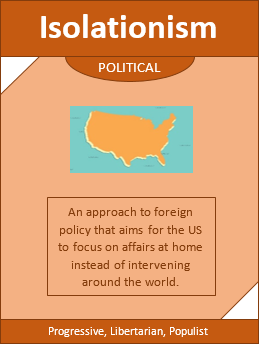 Isolationism
POLITICAL
An approach to foreign
policy that aims for the US
to focus on affairs at home
instead of intervening
around the world.
Progressive, Libertarian, Populist